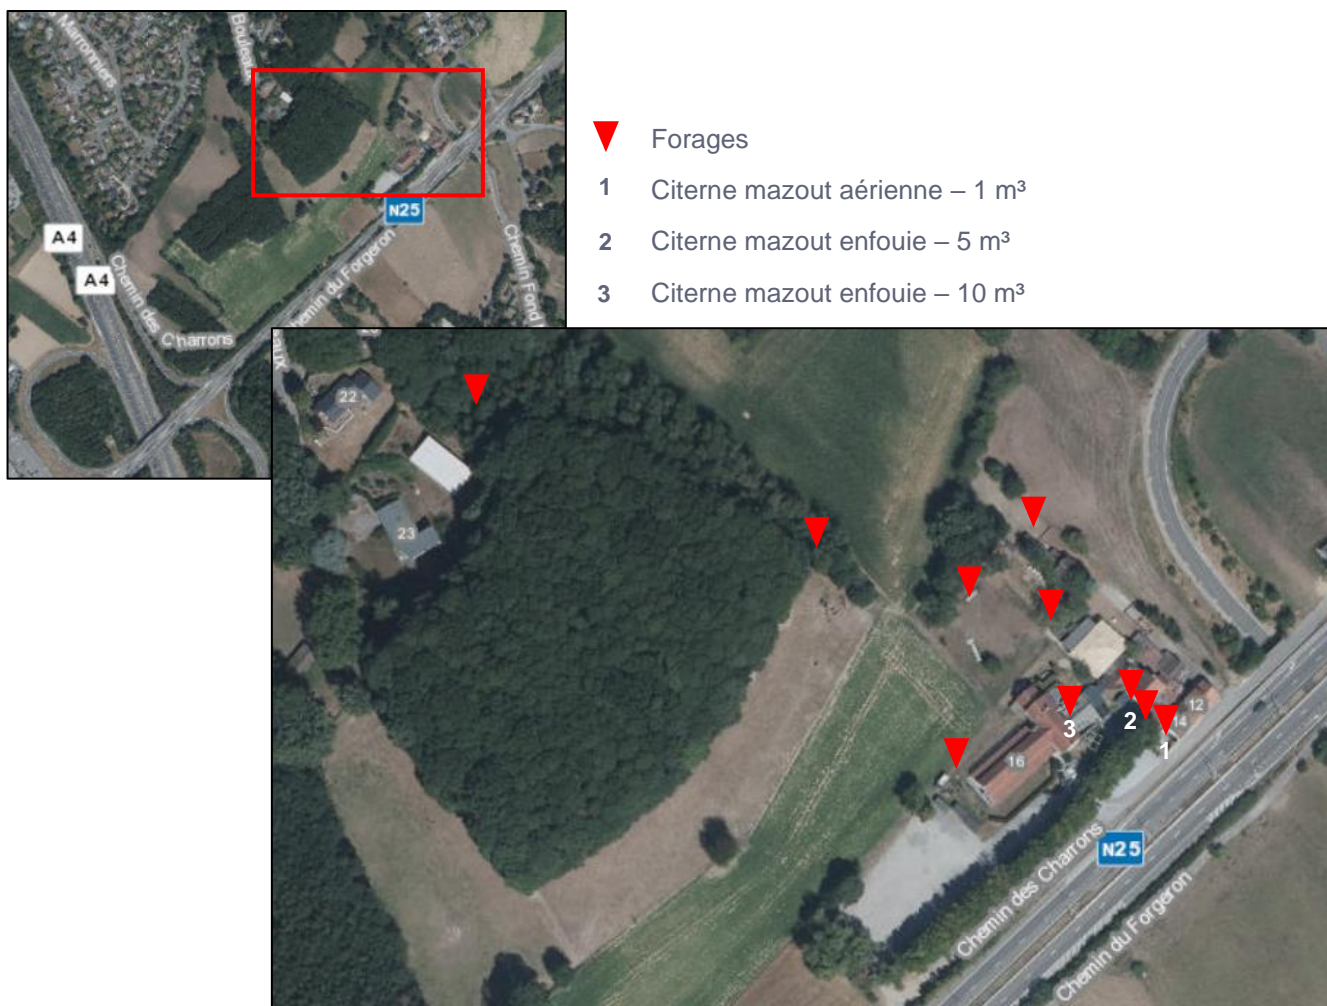 Marronniers
N25
A4
A4
Chemin des Charrons
Chemin du Forgeron
Chemin Fond
Forages
1 Citerne mazout aérienne – 1 m³
2 Citerne mazout enfouie – 5 m³
3 Citerne mazout enfouie – 10 m³
22
23
3
2
1
12
14
16
N25
Chemin des Charrons
Chemin du Forgeron